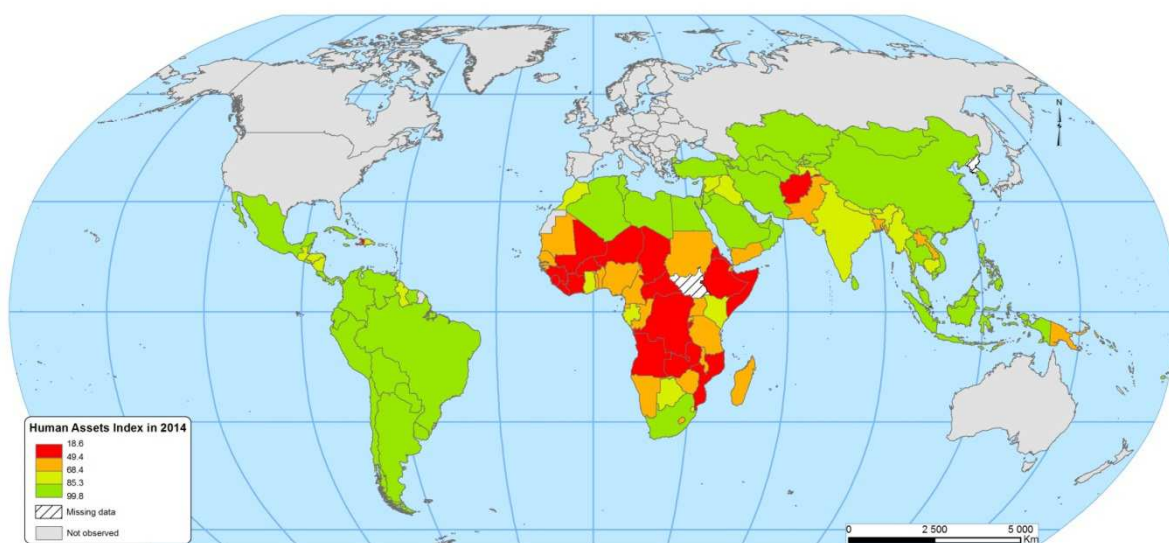 N
Human Assets Index in 2014
18.6
49.4
68.4
85.3
99.8
Missing data
Not observed
0 2 500 5 000
Km